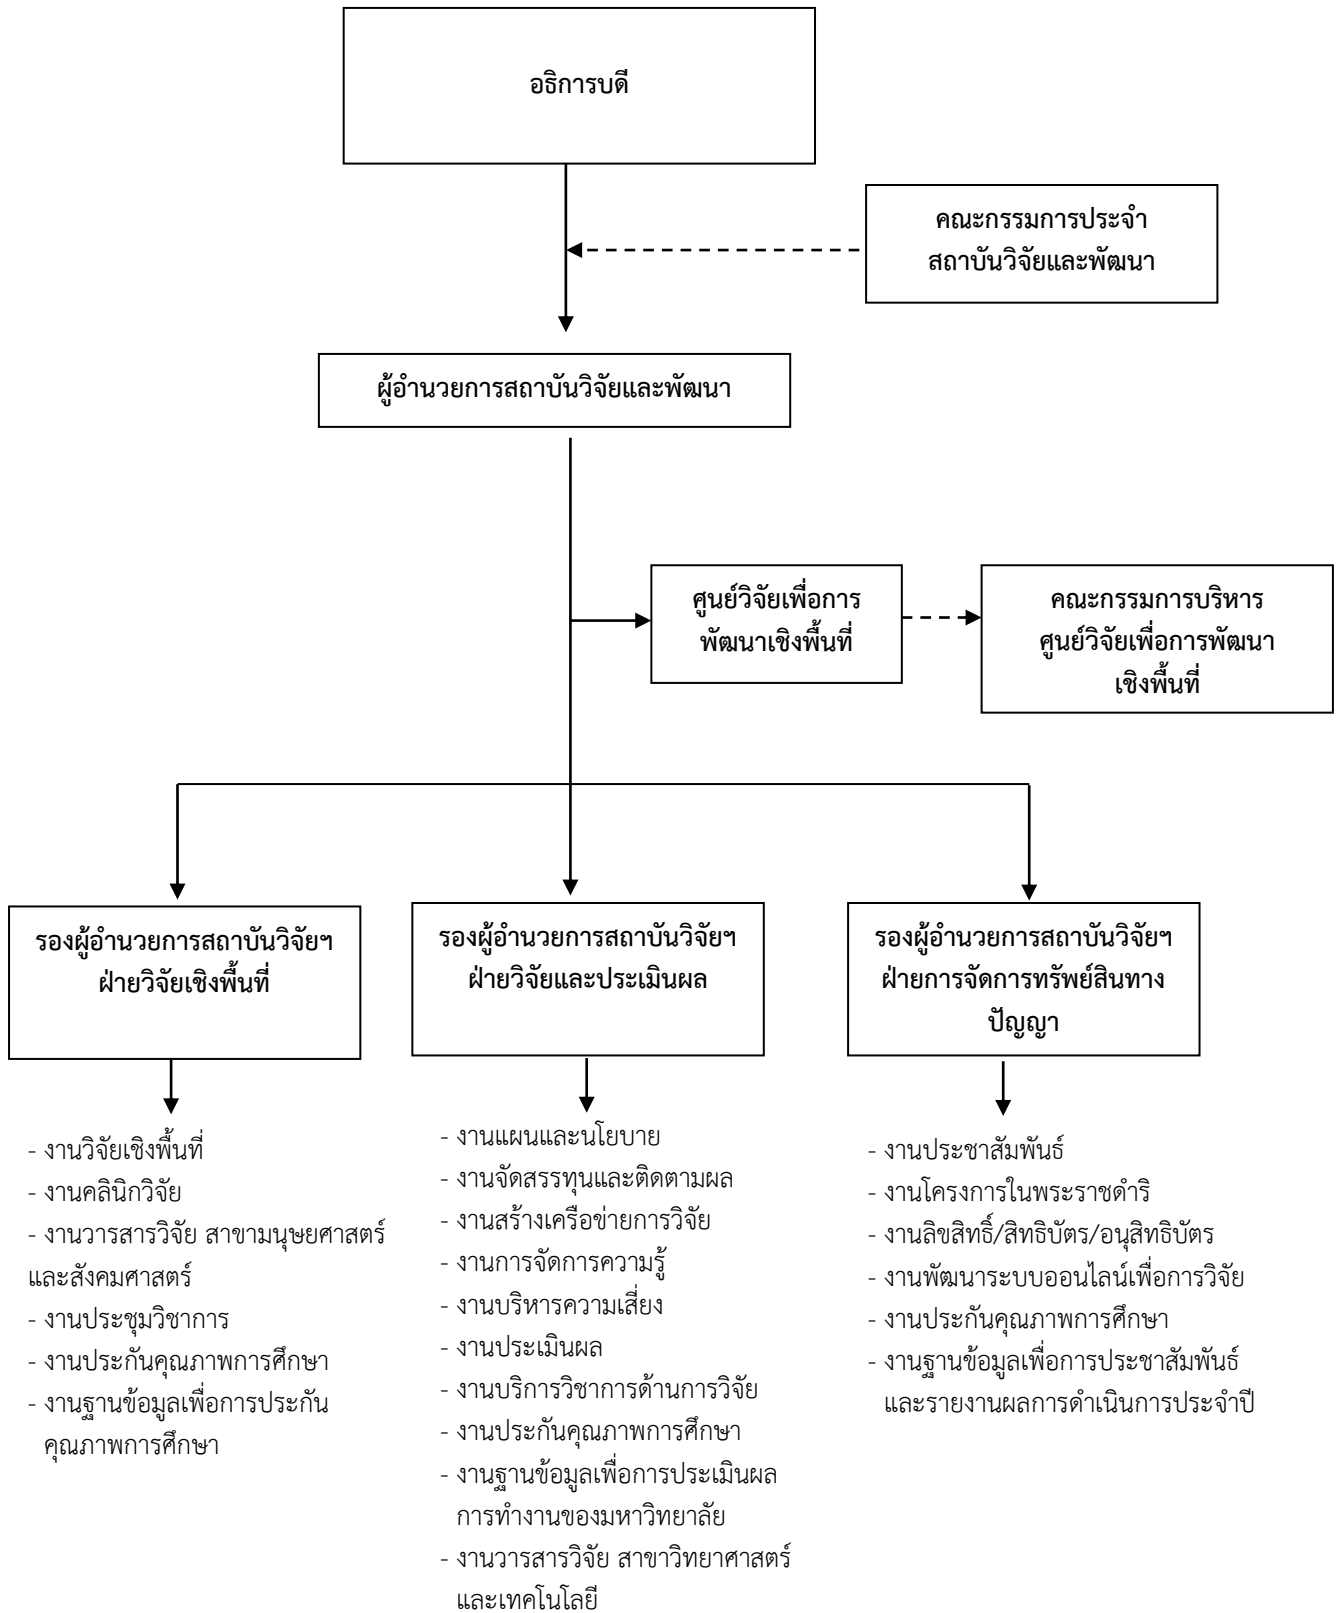 อธิการบดี
คณะกรรมการประจำ
สถาบันวิจัยและพัฒนา
ผู้อำนวยการสถาบันวิจัยและพัฒนา
ศูนย์วิจัยเพื่อการ
พัฒนาเชิงพื้นที่
คณะกรรมการบริหาร
ศูนย์วิจัยเพื่อการพัฒนา
เชิงพื้นที่
รองผู้อำนวยการสถาบันวิจัยฯ
ฝ่ายวิจัยเชิงพื้นที่
รองผู้อำนวยการสถาบันวิจัยฯ
ฝ่ายวิจัยและประเมินผล
รองผู้อำนวยการสถาบันวิจัยฯ
ฝ่ายการจัดการทรัพย์สินทาง
ปัญญา
- งานวิจัยเชิงพื้นที่
- งานคลินิกวิจัย
- งานวารสารวิจัย สาขามนุษยศาสตร์
และสังคมศาสตร์
- งานประชุมวิชาการ
- งานประกันคุณภาพการศึกษา
- งานฐานข้อมูลเพื่อการประกัน
คุณภาพการศึกษา
- งานแผนและนโยบาย
- งานจัดสรรทุนและติดตามผล
- งานสร้างเครือข่ายการวิจัย
- งานการจัดการความรู้
- งานบริหารความเสี่ยง
- งานประเมินผล
- งานบริการวิชาการด้านการวิจัย
- งานประกันคุณภาพการศึกษา
- งานฐานข้อมูลเพื่อการประเมินผล
การทำงานของมหาวิทยาลัย
- งานวารสารวิจัย สาขาวิทยาศาสตร์
และเทคโนโลยี
- งานประชาสัมพันธ์
- งานโครงการในพระราชดำริ
- งานลิขสิทธิ์/สิทธิบัตร/อนุสิทธิบัตร
- งานพัฒนาระบบออนไลน์เพื่อการวิจัย
- งานประกันคุณภาพการศึกษา
- งานฐานข้อมูลเพื่อการประชาสัมพันธ์
และรายงานผลการดำเนินการประจำปี